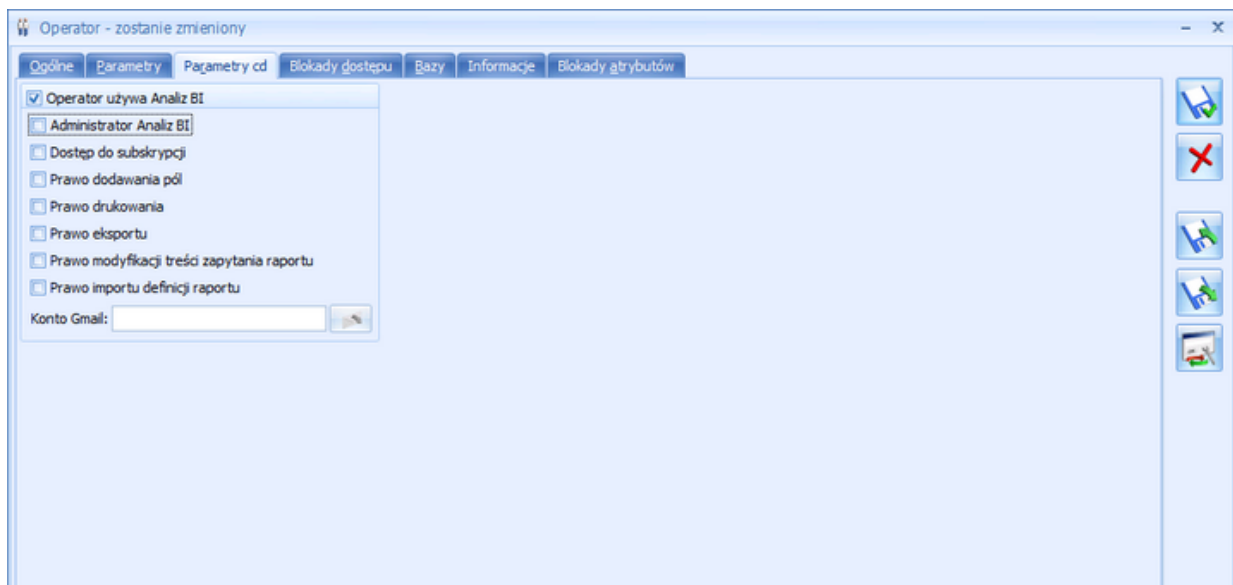 Operator - zostanie zmieniony
Ogólne Parametry Parametry cd Blokady dostępu Bazy Informacje Blokady atrybutów
Operator używa Analiz BI
Administrator Analiz BI
Dostęp do subskrypcji
Prawo dodawania pól
Prawo drukowania
Prawo eksportu
Prawo modyfikacji treści zapytania raportu
Prawo importu definicji raportu
Konto Gmail: